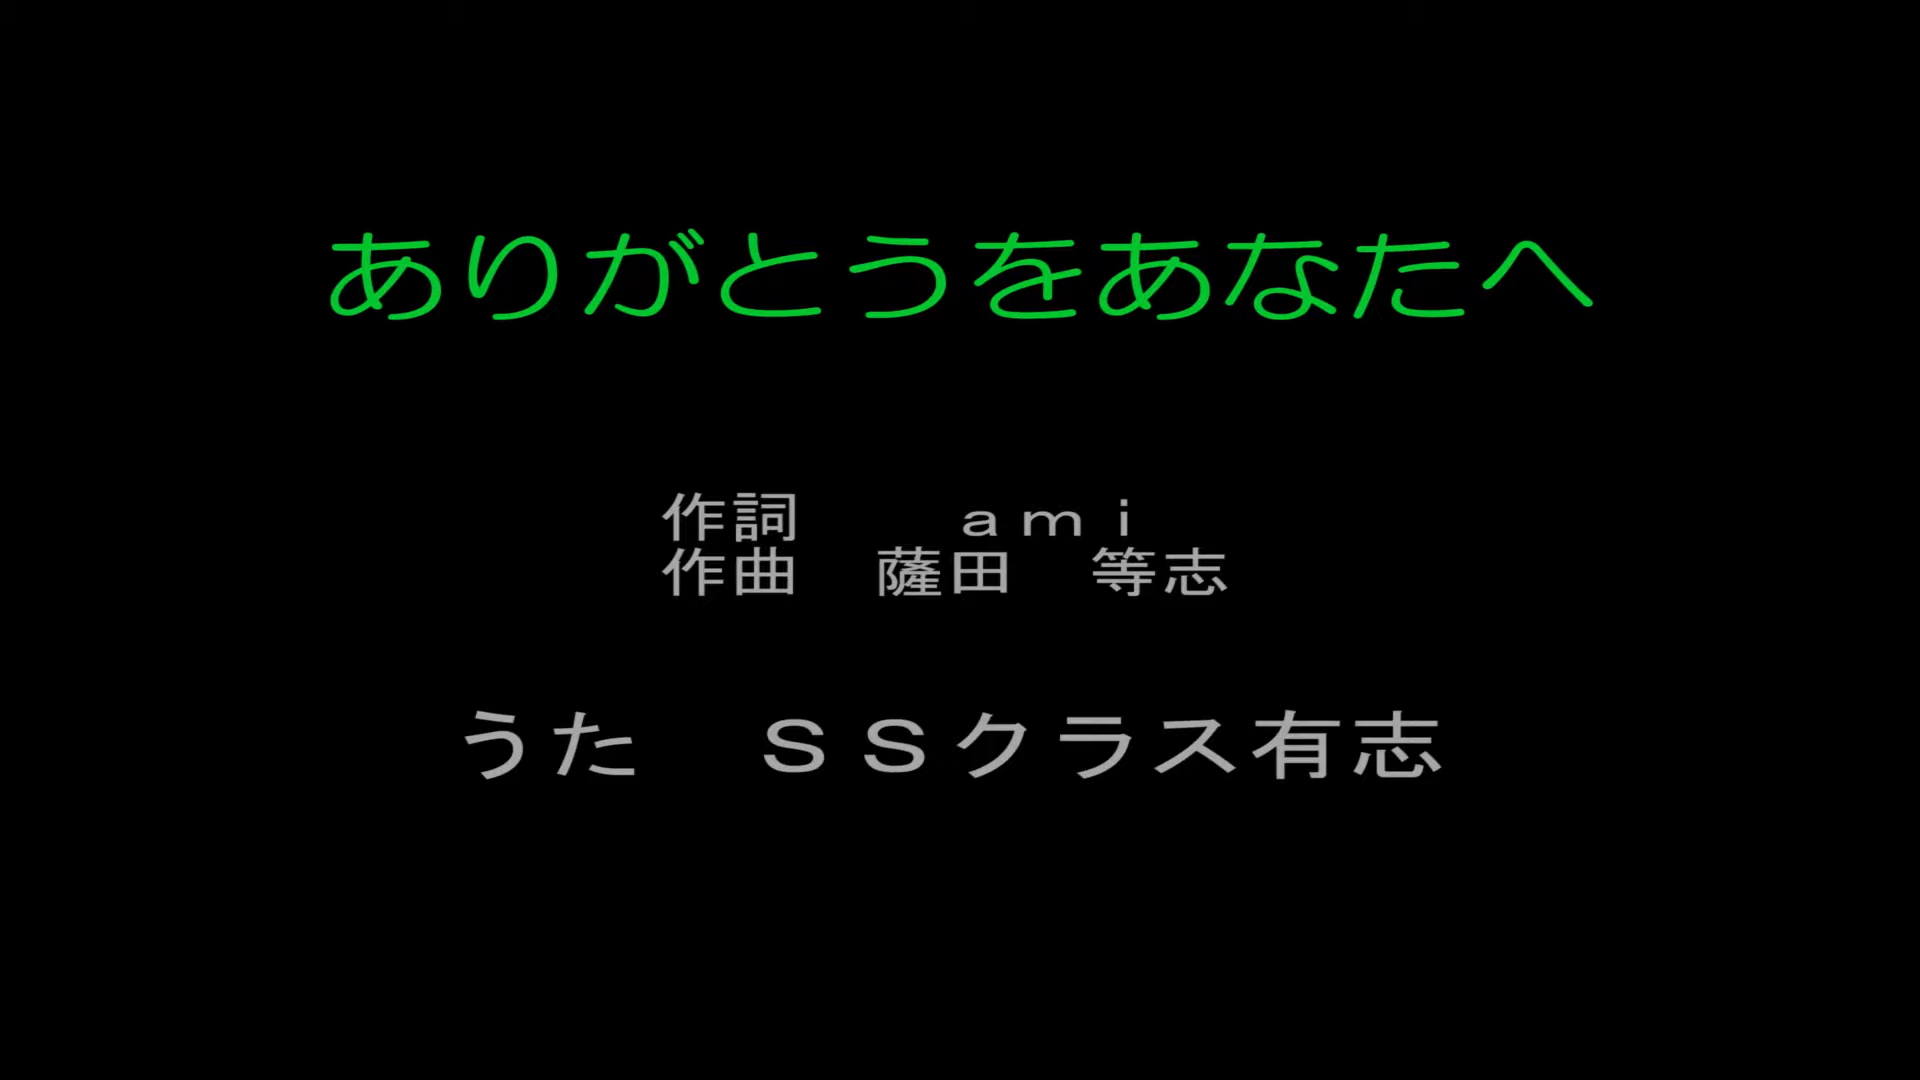 ありがとうをあなたへ
作詞　　ａｍｉ
作曲　薩田　等志
うた　ＳＳクラス有志